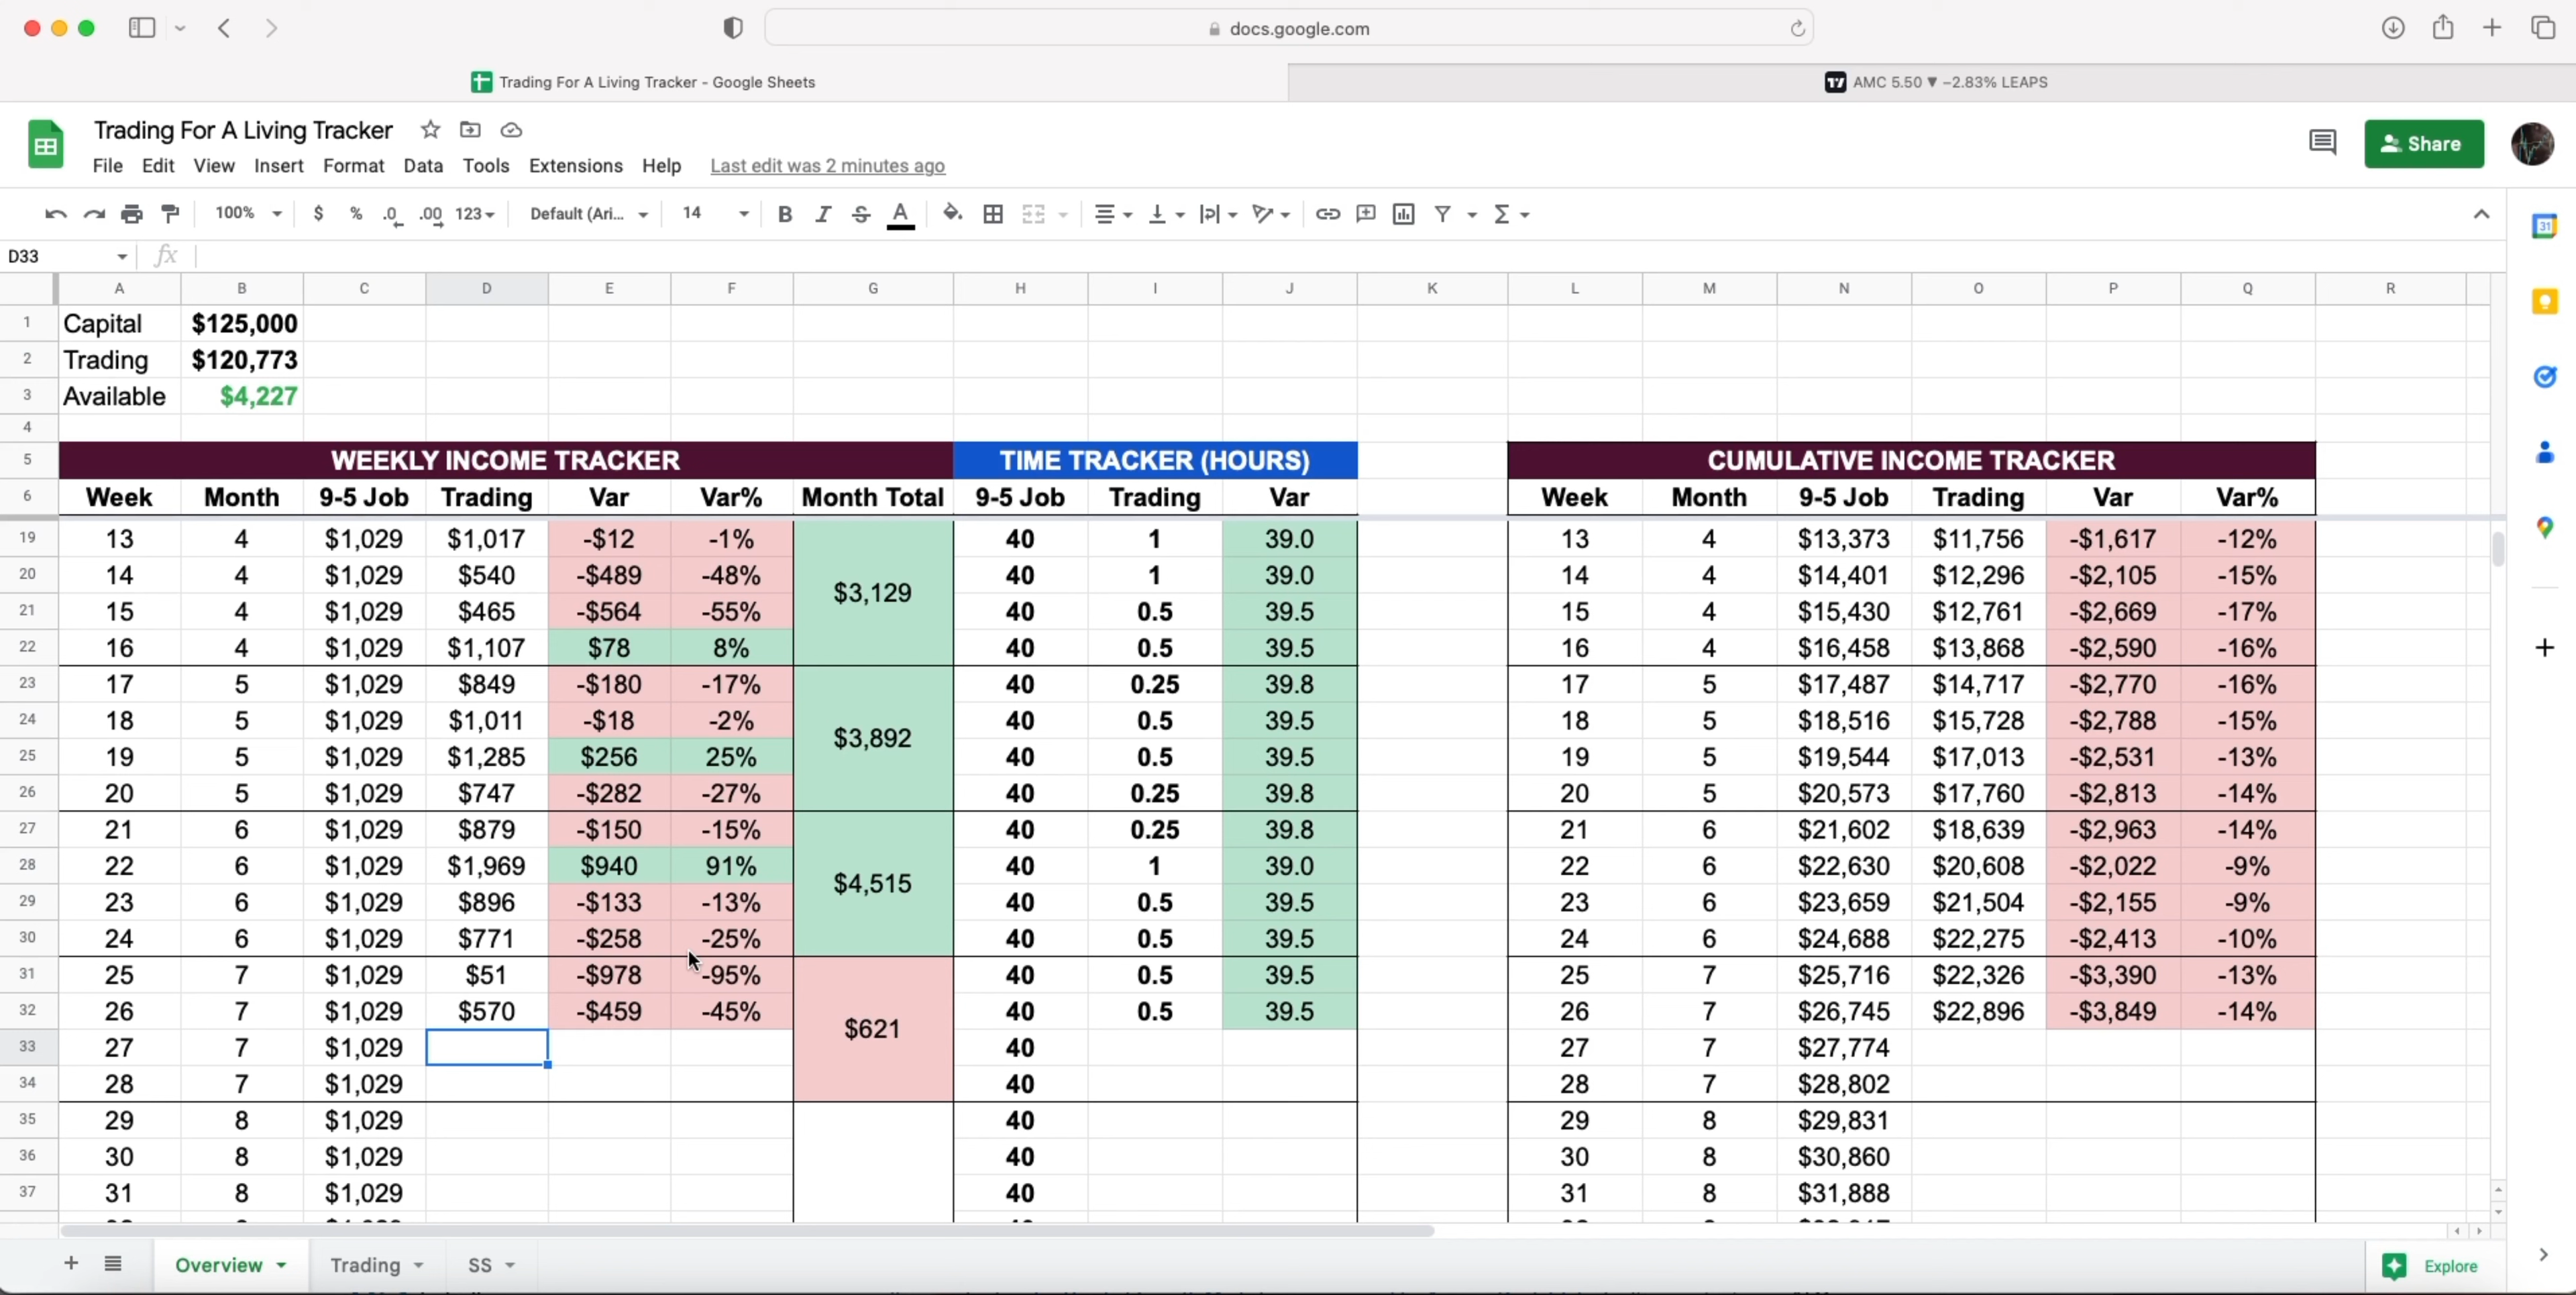 docs.google.com
Trading For A Living Tracker - Google Sheets
AMC 5.50 ▼ −2.83% LEAPS
Trading For A Living Tracker
File Edit View Insert Format Data Tools Extensions Help Last edit was 2 minutes ago
Share
100% $ % .0 .00 123 Default (Ari... 14 B I S A
D33 fx
A B C D E F G H I J K L M N O P Q R
1 Capital $125,000
2 Trading $120,773
3 Available $4,227
4
5 WEEKLY INCOME TRACKER TIME TRACKER (HOURS) CUMULATIVE INCOME TRACKER
6 Week Month 9-5 Job Trading Var Var% Month Total 9-5 Job Trading Var Week Month 9-5 Job Trading Var Var%
19 13 4 $1,029 $1,017 -$12 -1% 40 1 39.0 13 4 $13,373 $11,756 -$1,617 -12%
20 14 4 $1,029 $540 -$489 -48% $3,129 40 1 39.0 14 4 $14,401 $12,296 -$2,105 -15%
21 15 4 $1,029 $465 -$564 -55% 40 0.5 39.5 15 4 $15,430 $12,761 -$2,669 -17%
22 16 4 $1,029 $1,107 $78 8% 40 0.5 39.5 16 4 $16,458 $13,868 -$2,590 -16%
23 17 5 $1,029 $849 -$180 -17% 40 0.25 39.8 17 5 $17,487 $14,717 -$2,770 -16%
24 18 5 $1,029 $1,011 -$18 -2% $3,892 40 0.5 39.5 18 5 $18,516 $15,728 -$2,788 -15%
25 19 5 $1,029 $1,285 $256 25% 40 0.5 39.5 19 5 $19,544 $17,013 -$2,531 -13%
26 20 5 $1,029 $747 -$282 -27% 40 0.25 39.8 20 5 $20,573 $17,760 -$2,813 -14%
27 21 6 $1,029 $879 -$150 -15% 40 0.25 39.8 21 6 $21,602 $18,639 -$2,963 -14%
28 22 6 $1,029 $1,969 $940 91% $4,515 40 1 39.0 22 6 $22,630 $20,608 -$2,022 -9%
29 23 6 $1,029 $896 -$133 -13% 40 0.5 39.5 23 6 $23,659 $21,504 -$2,155 -9%
30 24 6 $1,029 $771 -$258 -25% 40 0.5 39.5 24 6 $24,688 $22,275 -$2,413 -10%
31 25 7 $1,029 $51 -$978 -95% 40 0.5 39.5 25 7 $25,716 $22,326 -$3,390 -13%
32 26 7 $1,029 $570 -$459 -45% $621 40 0.5 39.5 26 7 $26,745 $22,896 -$3,849 -14%
33 27 7 $1,029 40 27 7 $27,774
34 28 7 $1,029 40 28 7 $28,802
35 29 8 $1,029 40 29 8 $29,831
36 30 8 $1,029 40 30 8 $30,860
37 31 8 $1,029 40 31 8 $31,888
Overview Trading SS Explore